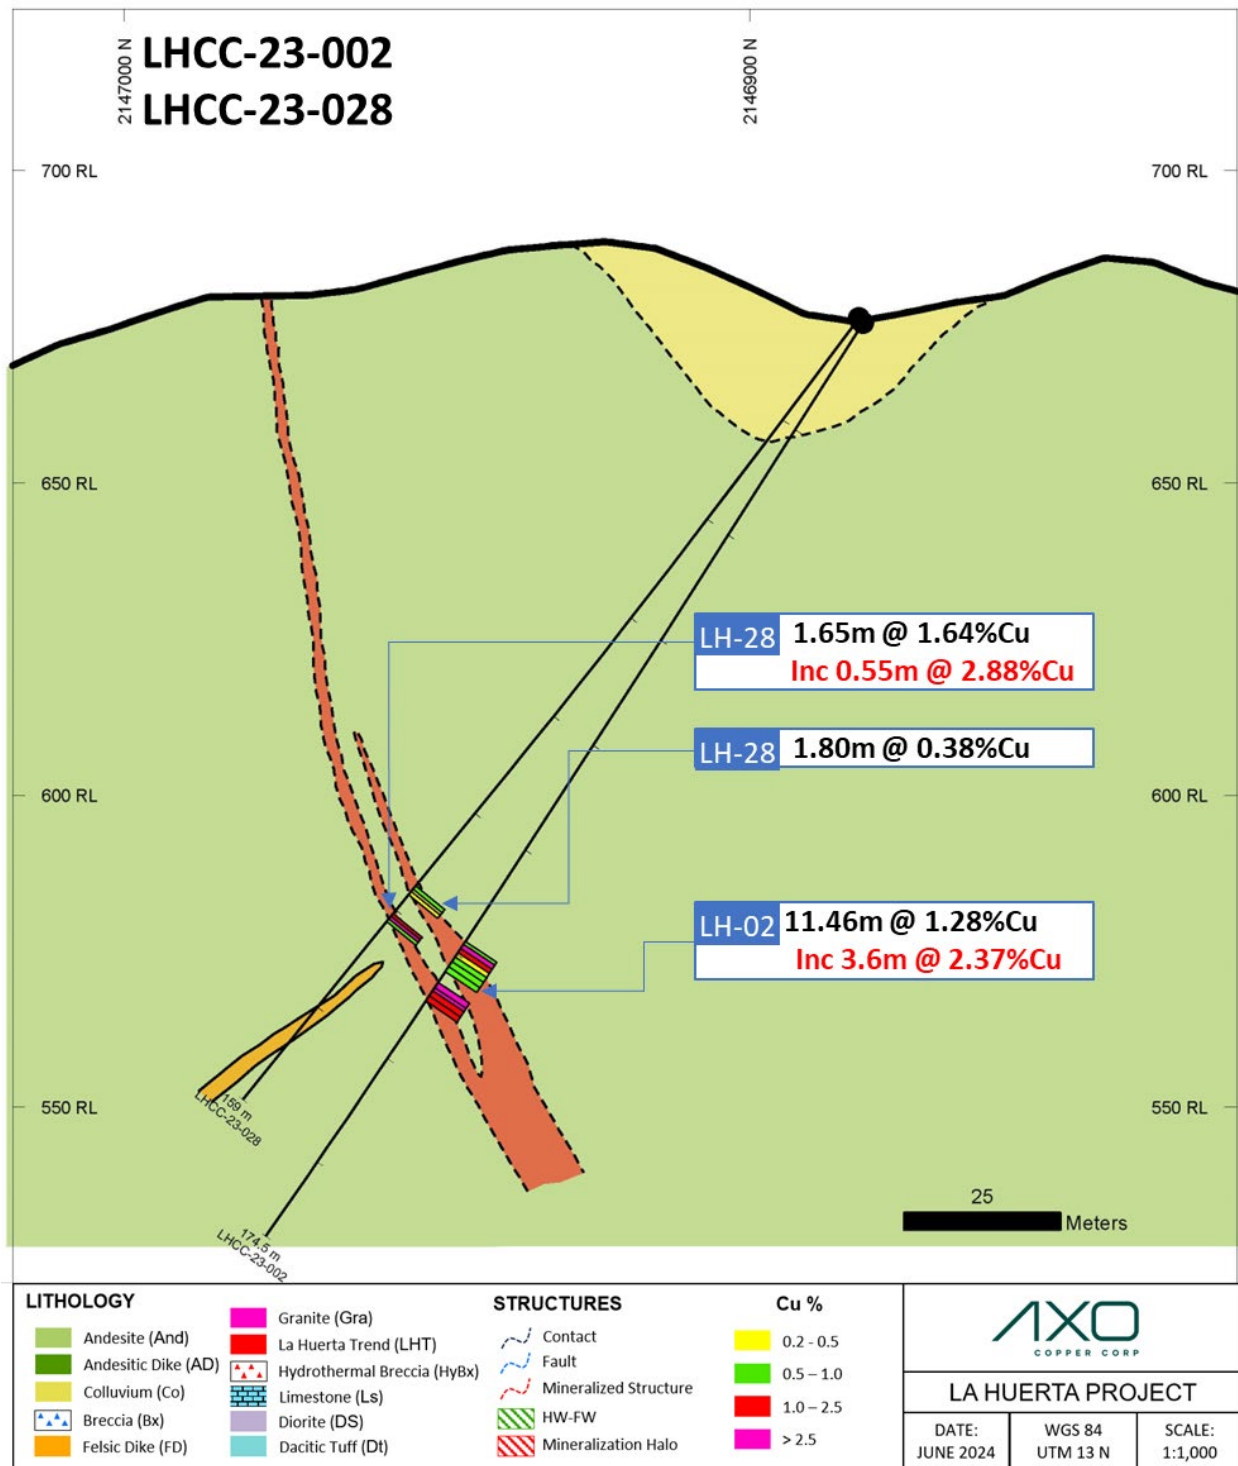 2147000 N
2146900 N
LHCC-23-002
LHCC-23-028
700 RL
700 RL
650 RL
650 RL
LH-28 1.65m @ 1.64%Cu
Inc 0.55m @ 2.88%Cu
LH-28 1.80m @ 0.38%Cu
600 RL
600 RL
LH-02 11.46m @ 1.28%Cu
Inc 3.6m @ 2.37%Cu
550 RL
550 RL
159 m
LHCC-23-028
174.5 m
LHCC-23-002
25
Meters
LITHOLOGY
Andesite (And)
Andesitic Dike (AD)
Colluvium (Co)
Breccia (Bx)
Felsic Dike (FD)
Granite (Gra)
La Huerta Trend (LHT)
Hydrothermal Breccia (HyBx)
Limestone (Ls)
Diorite (DS)
Dacitic Tuff (Dt)
STRUCTURES
Contact
Fault
Mineralized Structure
HW-FW
Mineralization Halo
Cu %
0.2 - 0.5
0.5 – 1.0
1.0 – 2.5
> 2.5
AXO
COPPER CORP
LA HUERTA PROJECT
DATE:
JUNE 2024
WGS 84
UTM 13 N
SCALE:
1:1,000